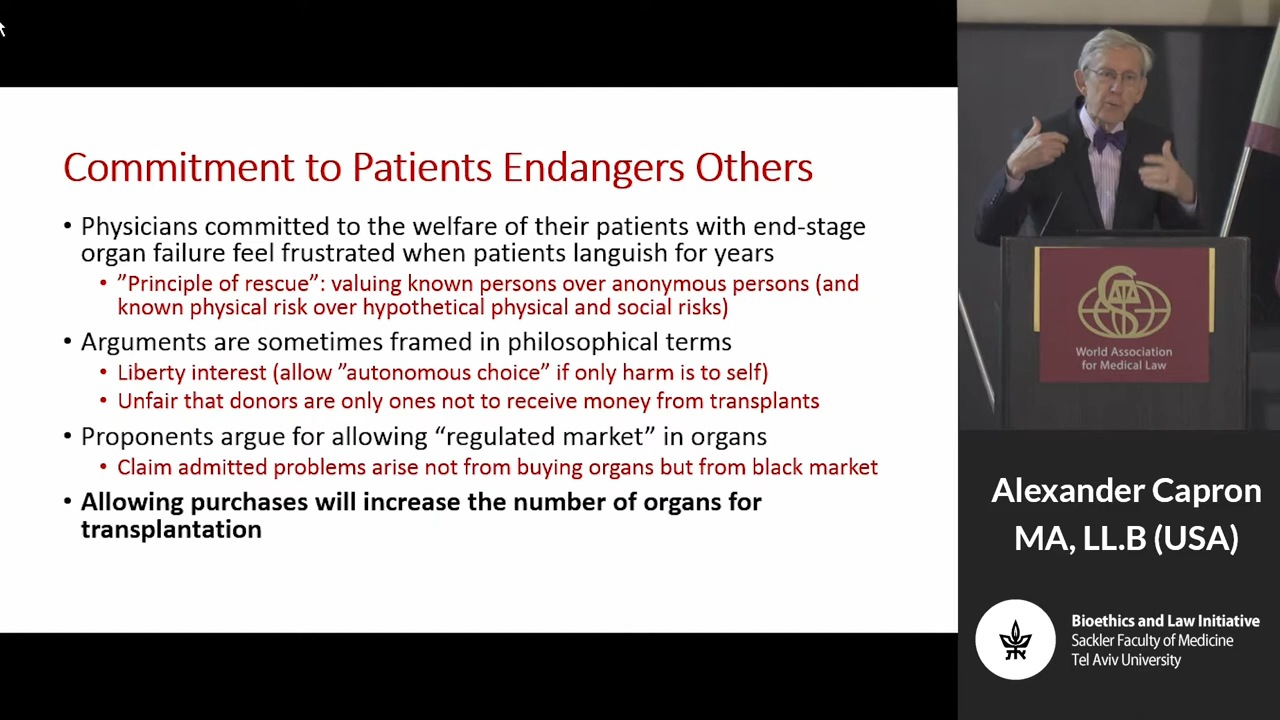 Commitment to Patients Endangers Others
• Physicians committed to the welfare of their patients with end-stage
organ failure feel frustrated when patients languish for years
• ”Principle of rescue”: valuing known persons over anonymous persons (and
known physical risk over hypothetical physical and social risks)
• Arguments are sometimes framed in philosophical terms
• Liberty interest (allow ”autonomous choice” if only harm is to self)
• Unfair that donors are only ones not to receive money from transplants
• Proponents argue for allowing “regulated market” in organs
• Claim admitted problems arise not from buying organs but from black market
• Allowing purchases will increase the number of organs for
transplantation
World Association
for Medical Law
Alexander Capron
MA, LL.B (USA)
Bioethics and Law Initiative
Sackler Faculty of Medicine
Tel Aviv University